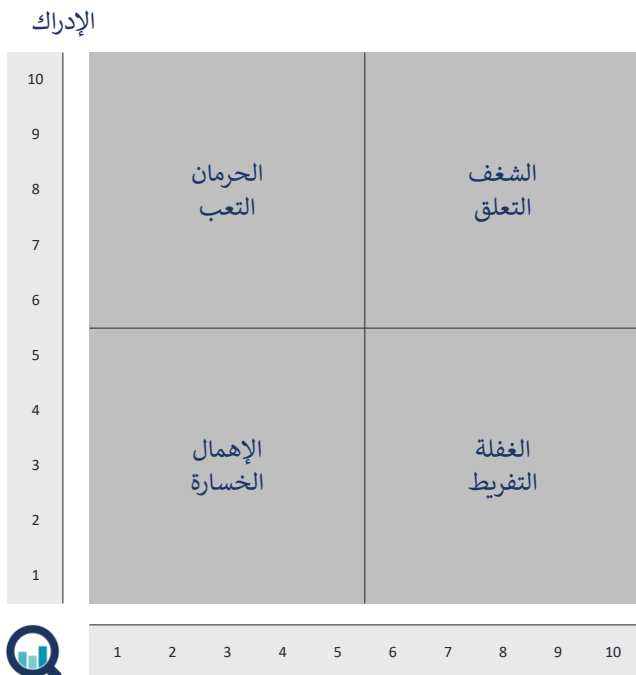 الإدراك
10
9
8
7
6
5
4
3
2
1
الشغف
التعلق
الحرمان
التعب
الغفلة
التفريط
الإهمال
الخسارة
1 2 3 4 5 6 7 8 9 10